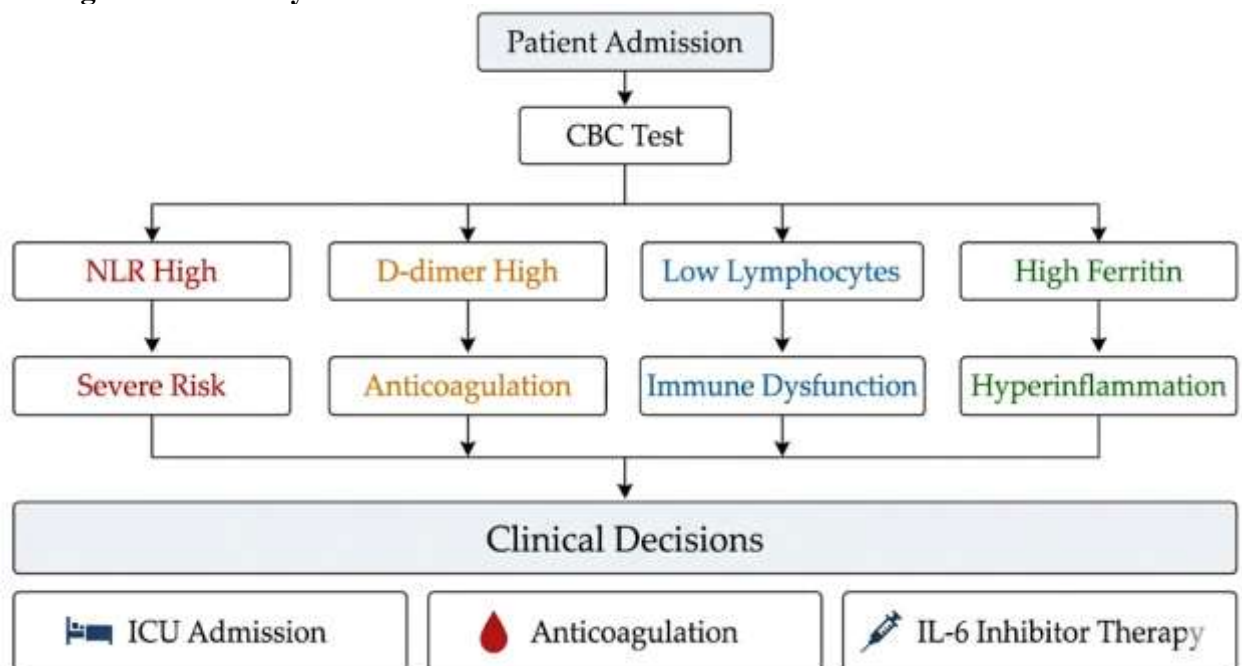 Patient Admission
CBC Test
NLR High
D-dimer High
Low Lymphocytes
High Ferritin
Severe Risk
Anticoagulation
Immune Dysfunction
Hyperinflammation
Clinical Decisions
ICU Admission
Anticoagulation
IL-6 Inhibitor Therapy